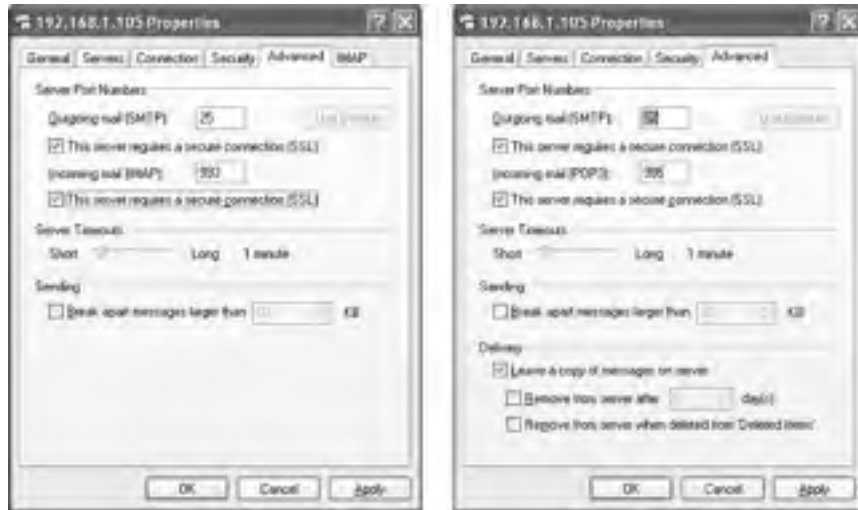 192.168.1.105 Properties
General
Servers
Connection
Security
Advanced
IMAP
Server Port Numbers
Outgoing mail (SMTP): 25
This server requires a secure connection (SSL)
Incoming mail (IMAP): 993
This server requires a secure connection (SSL)
Server Timeouts
Short Long 1 minute
Sending
Break apart messages larger than KB
OK
Cancel
Apply
192.168.1.105 Properties
General
Servers
Connection
Security
Advanced
Server Port Numbers
Outgoing mail (SMTP):
This server requires a secure connection (SSL)
Incoming mail (POP3): 995
This server requires a secure connection (SSL)
Server Timeouts
Short Long 1 minute
Sending
Break apart messages larger than KB
Delivery
Leave a copy of messages on server
Remove from server after day(s)
Remove from server when deleted from 'Deleted Items'
OK
Cancel
Apply